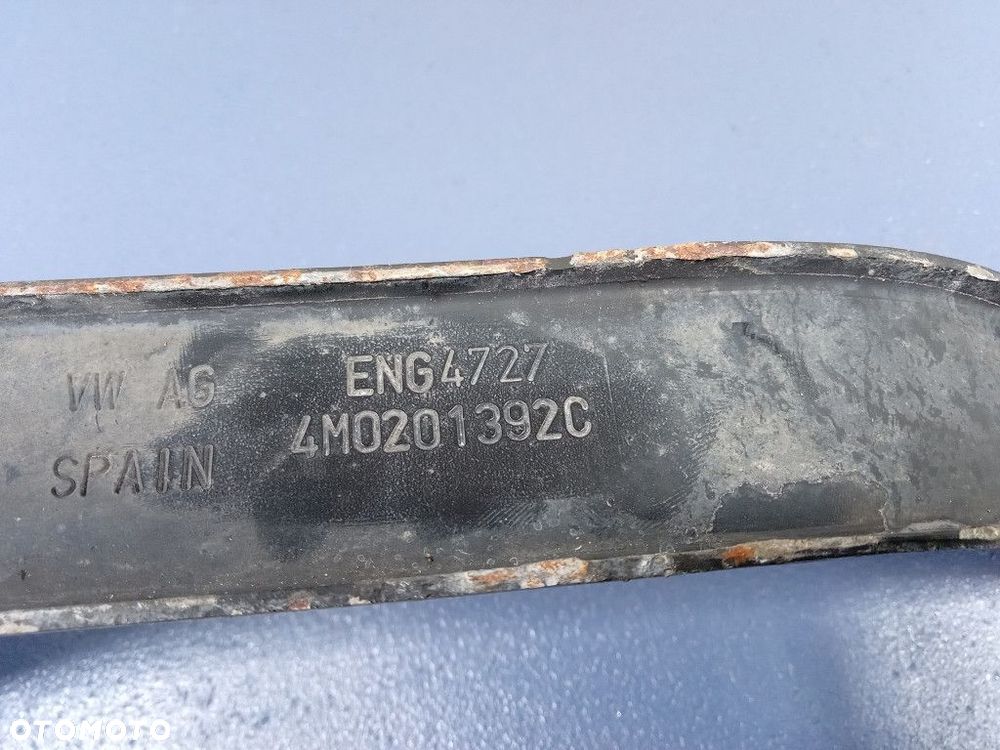 VW AG
SPAIN
ENG4727
4M0201392C
OTOMOTO